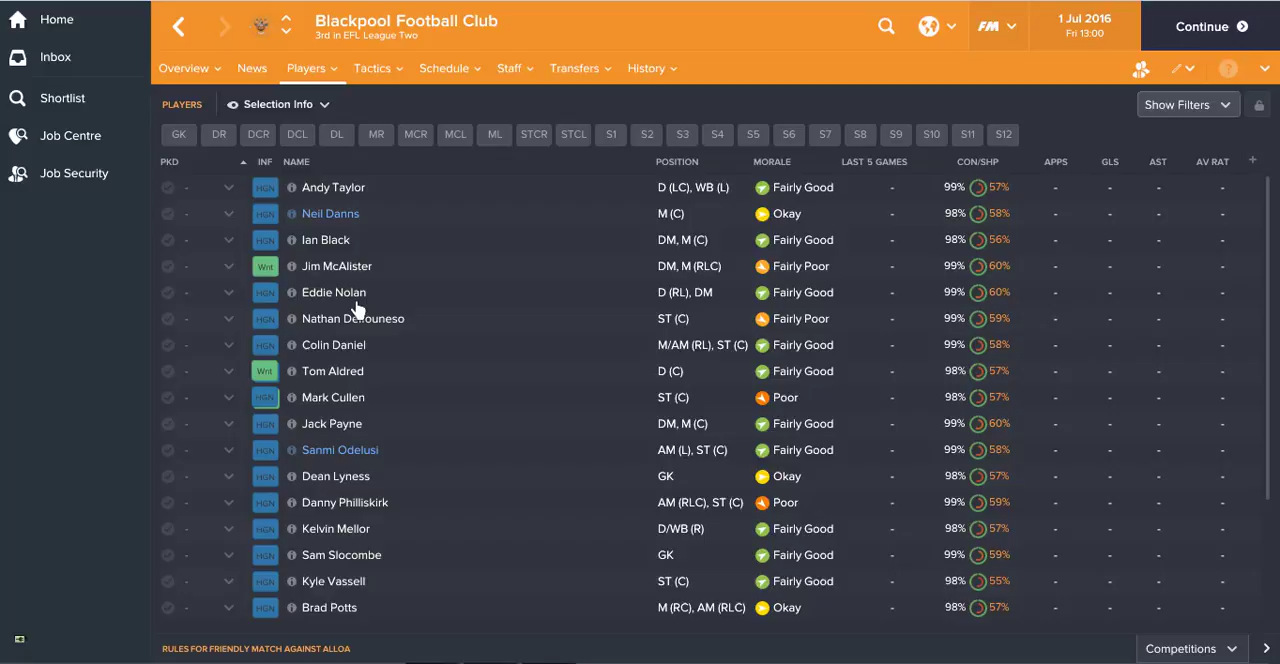 Home
Inbox
Shortlist
Job Centre
Job Security
Blackpool Football Club
3rd in EFL League Two
FM
1 Jul 2016
Fri 13:00
Continue
Overview News Players Tactics Schedule Staff Transfers History
PLAYERS Selection Info Show Filters
GK DR DCR DCL DL MR MCR MCL ML STCR STCL S1 S2 S3 S4 S5 S6 S7 S8 S9 S10 S11 S12
PKD INF NAME POSITION MORALE LAST 5 GAMES CON/SHP APPS GLS AST AV RAT +
- HGN Andy Taylor D (LC), WB (L) Fairly Good - 99% 57% - - - -
- HGN Neil Danns M (C) Okay - 98% 58% - - - -
- HGN Ian Black DM, M (C) Fairly Good - 98% 56% - - - -
- Wnt Jim McAlister DM, M (RLC) Fairly Poor - 99% 60% - - - -
- HGN Eddie Nolan D (RL), DM Fairly Good - 99% 60% - - - -
- HGN Nathan Delfouneso ST (C) Fairly Poor - 99% 59% - - - -
- HGN Colin Daniel M/AM (RL), ST (C) Fairly Good - 99% 58% - - - -
- Wnt Tom Aldred D (C) Fairly Good - 98% 57% - - - -
- HGN Mark Cullen ST (C) Poor - 98% 57% - - - -
- HGN Jack Payne DM, M (C) Fairly Good - 99% 60% - - - -
- HGN Sanmi Odelusi AM (L), ST (C) Fairly Good - 99% 58% - - - -
- HGN Dean Lyness GK Okay - 98% 57% - - - -
- HGN Danny Philliskirk AM (RLC), ST (C) Poor - 99% 59% - - - -
- HGN Kelvin Mellor D/WB (R) Fairly Good - 98% 57% - - - -
- HGN Sam Slocombe GK Fairly Good - 99% 59% - - - -
- HGN Kyle Vassell ST (C) Fairly Good - 98% 55% - - - -
- HGN Brad Potts M (RC), AM (RLC) Okay - 98% 57% - - - -
RULES FOR FRIENDLY MATCH AGAINST ALLOA Competitions